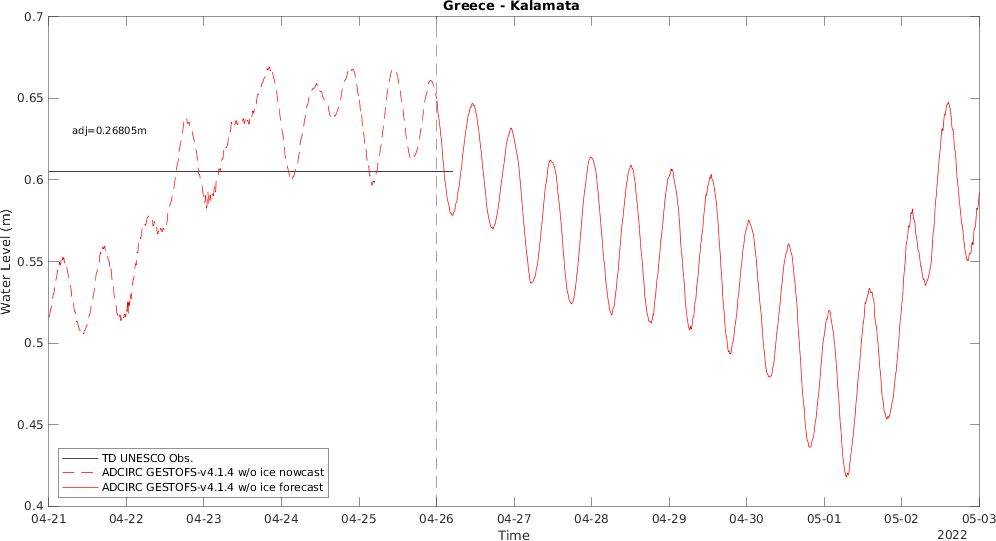 Greece - Kalamata
0.7
0.65
0.6
0.55
0.5
0.45
0.4
Water Level (m)
adj=0.26805m
TD UNESCO Obs.
ADCIRC GESTOFS-v4.1.4 w/o ice nowcast
ADCIRC GESTOFS-v4.1.4 w/o ice forecast
04-21 04-22 04-23 04-24 04-25 04-26 04-27 04-28 04-29 04-30 05-01 05-02 05-03
Time
2022